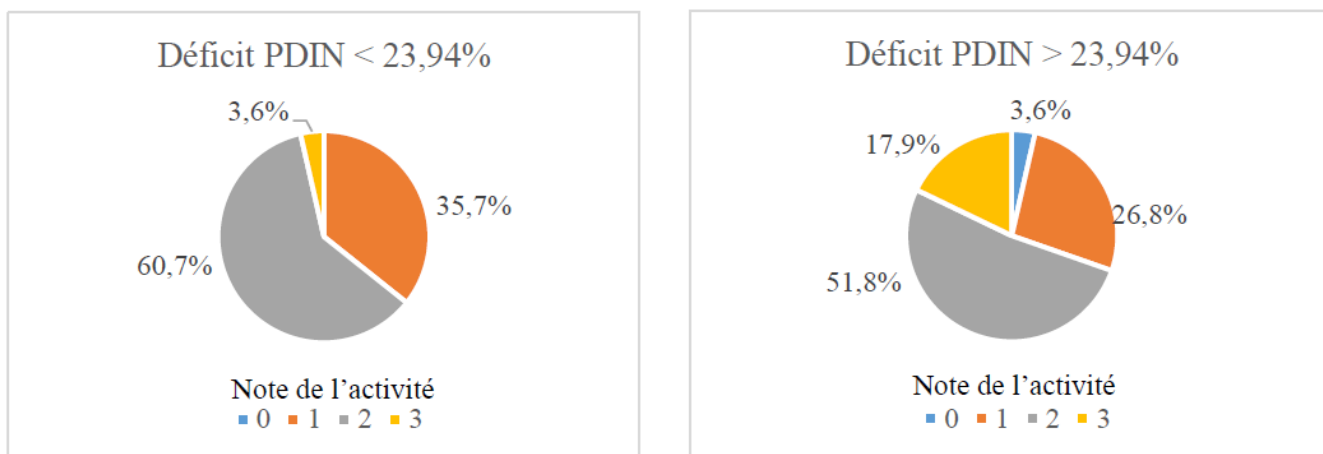 Déficit PDIN < 23,94%
3,6%
35,7%
60,7%
Note de l’activité
0 1 2 3
Déficit PDIN > 23,94%
3,6%
17,9%
26,8%
51,8%
Note de l’activité
0 1 2 3